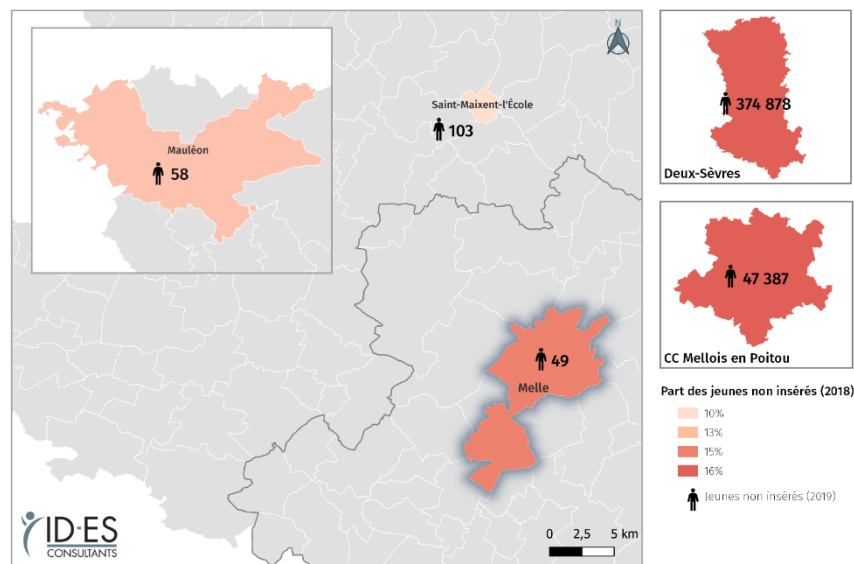 N
Saint-Maixent-l'École
103
Mauléon
58
49
Melle
374 878
Deux-Sèvres
47 387
CC Mellois en Poitou
Part des jeunes non insérés (2018)
10%
13%
15%
16%
Jeunes non insérés (2019)
ID-ES
CONSULTANTS
0 2,5 5 km